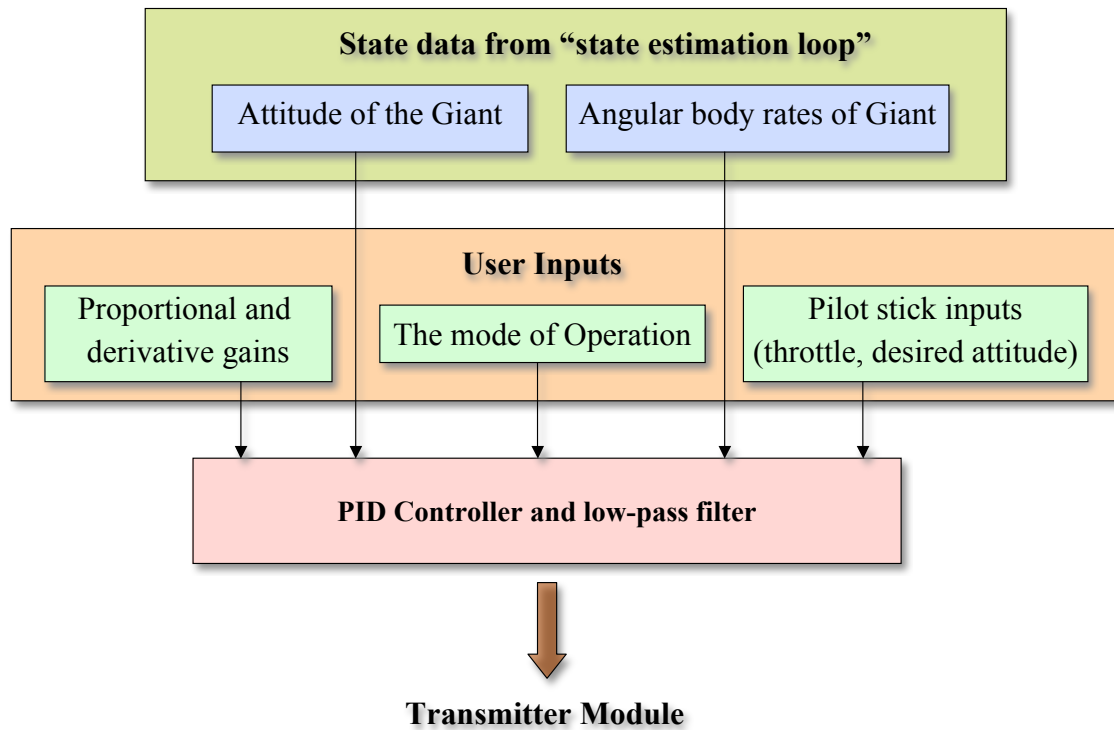 State data from “state estimation loop”
Attitude of the Giant
Angular body rates of Giant
User Inputs
Proportional and
derivative gains
The mode of Operation
Pilot stick inputs
(throttle, desired attitude)
PID Controller and low-pass filter
Transmitter Module